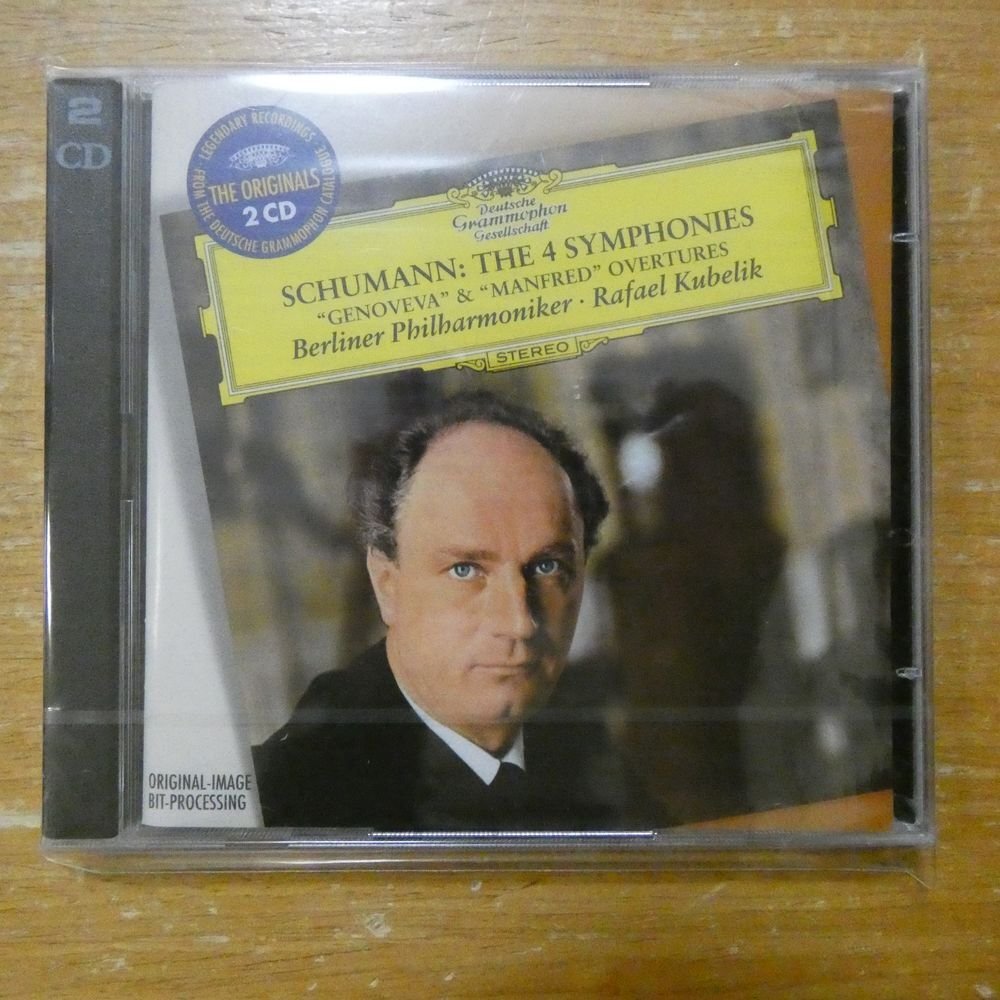 2
CD
LEGENDARY RECORDINGS
FROM THE DEUTSCHE GRAMMOPHON CATALOGUE
THE ORIGINALS
2 CD
Deutsche
Grammophon
Gesellschaft
SCHUMANN: THE 4 SYMPHONIES
“GENOVEVA” & “MANFRED” OVERTURES
Berliner Philharmoniker · Rafael Kubelik
STEREO
ORIGINAL-IMAGE
BIT-PROCESSING